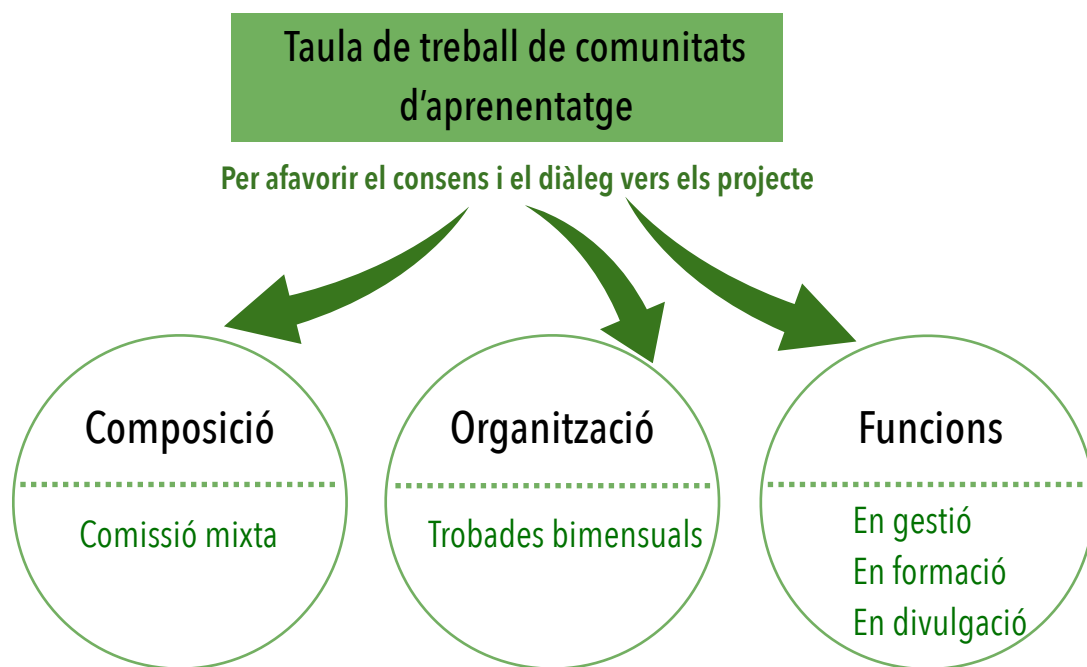 Taula de treball de comunitats
d'aprenentatge
Per afavorir el consens i el diàleg vers els projecte
Composició
Comissió mixta
Organització
Trobades bimensuals
Funcions
En gestió
En formació
En divulgació